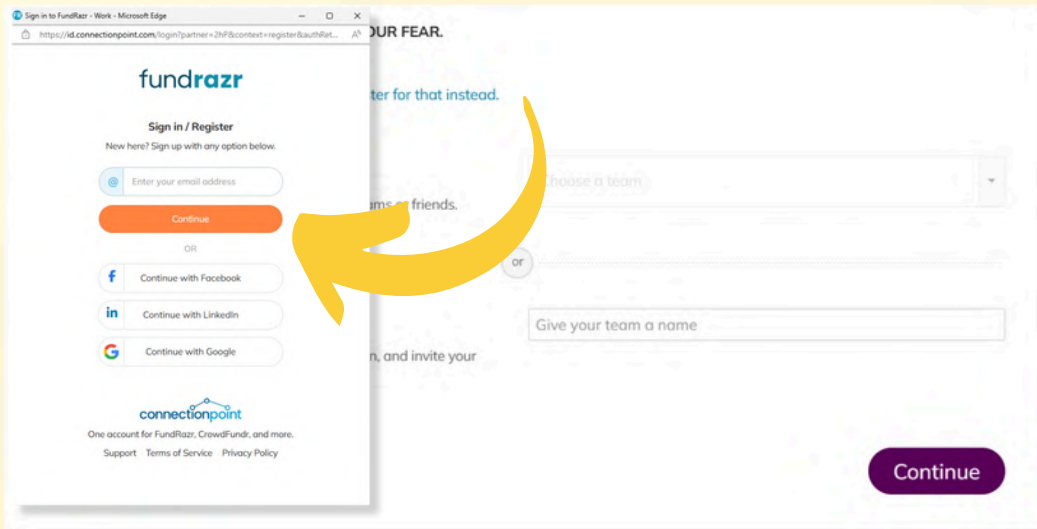 Sign in to FundRazr - Work - Microsoft Edge
https://id.connectionpoint.com/login?partner=2hP8&context=register&authRet...
fundrazr
Sign in / Register
New here? Sign up with any option below.
@ Enter your email address
Continue
OR
f Continue with Facebook
in Continue with LinkedIn
G Continue with Google
connectionpoint
One account for FundRazr, CrowdFundr, and more.
Support Terms of Service Privacy Policy
OUR FEAR.
ter for that instead.
Choose a team
ams or friends.
or
Give your team a name
n, and invite your
Continue